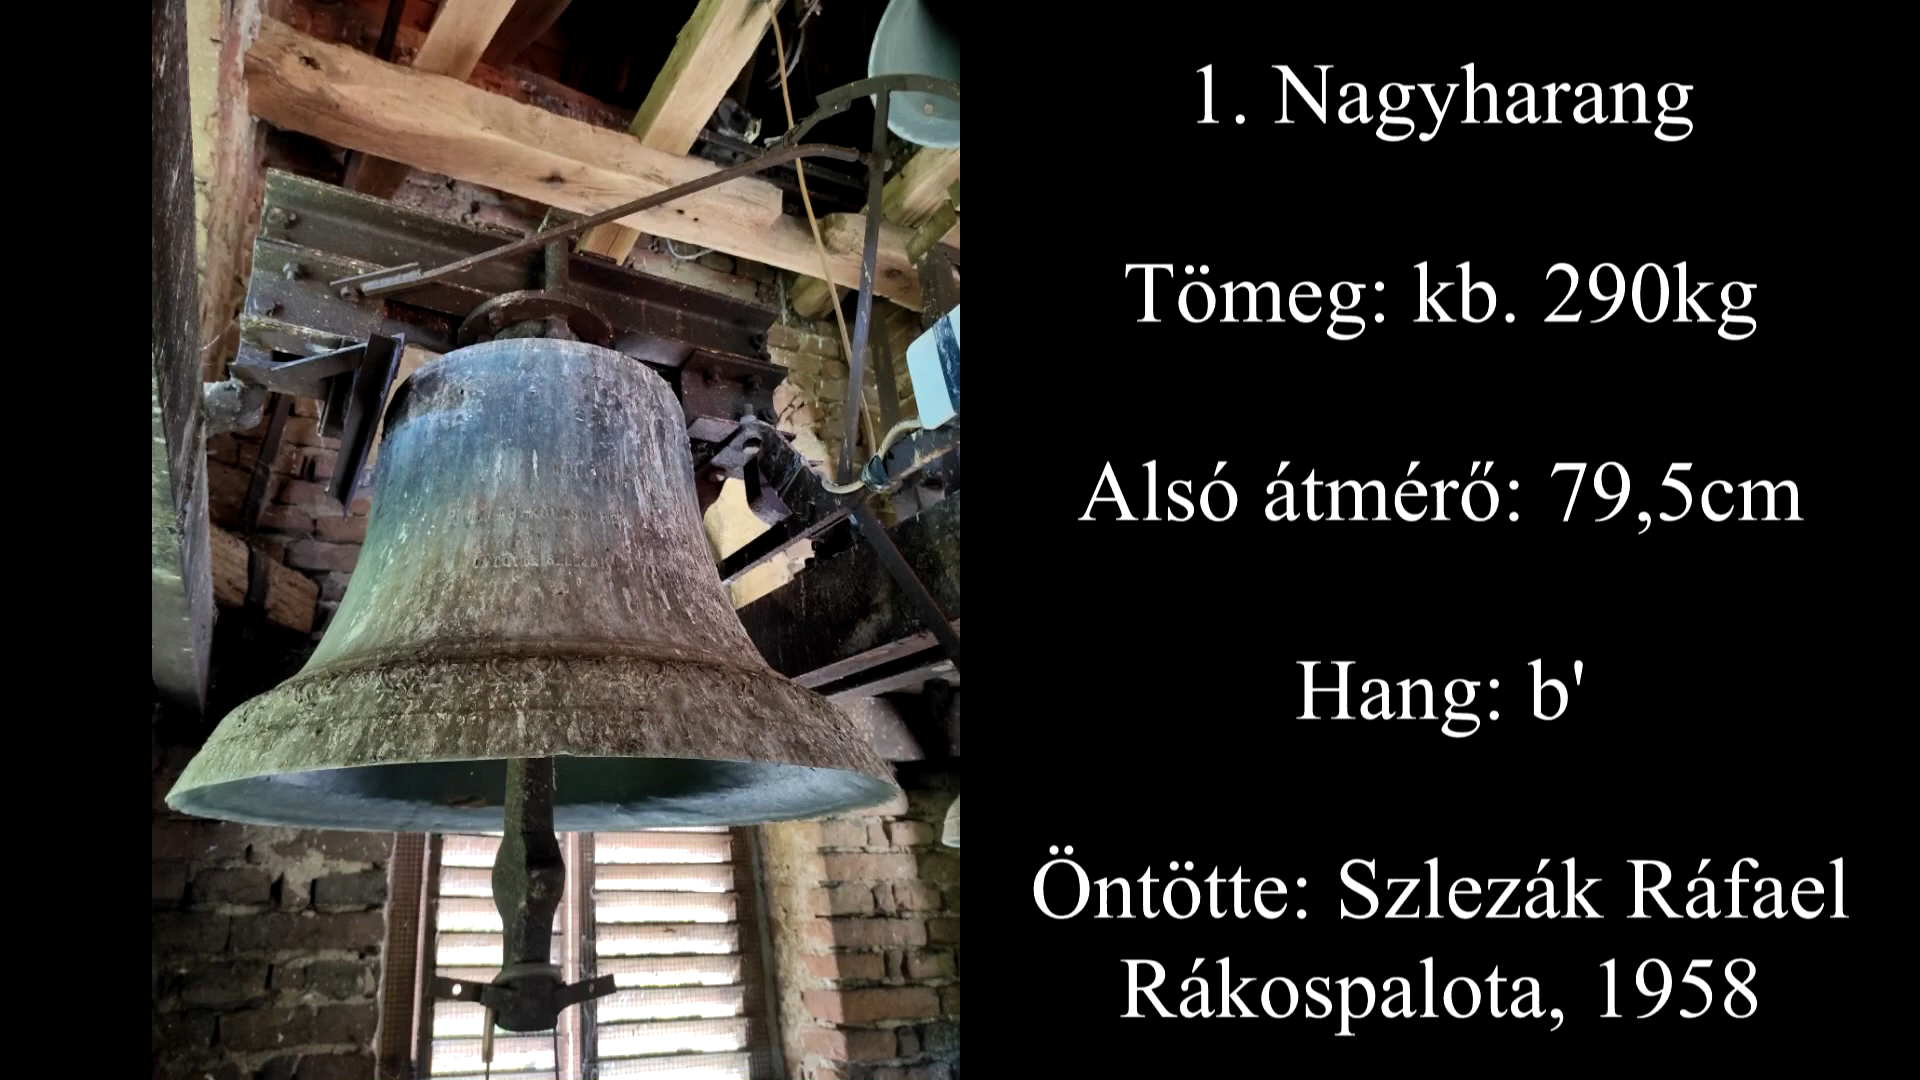 1. Nagyharang
Tömeg: kb. 290kg
Alsó átmérő: 79,5cm
Hang: b'
Öntötte: Szlezák Ráfael
Rákospalota, 1958